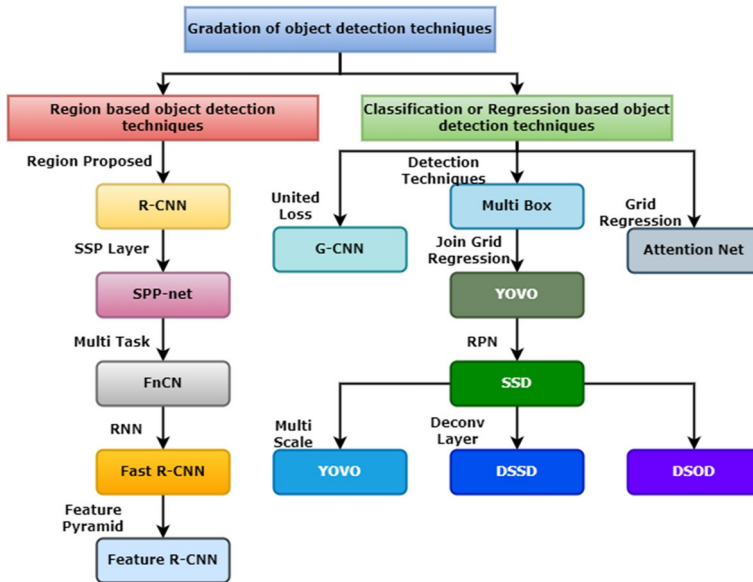 Gradation of object detection techniques
Region based object detection
techniques
Classification or Regression based object
detection techniques
Region Proposed
Detection
Techniques
R-CNN
United
Loss
Multi Box
Grid
Regression
SSP Layer
G-CNN
Join Grid
Regression
Attention Net
SPP-net
YOVO
Multi Task
RPN
FnCN
SSD
RNN
Multi
Scale
Deconv
Layer
Fast R-CNN
YOVO
DSSD
DSOD
Feature
Pyramid
Feature R-CNN